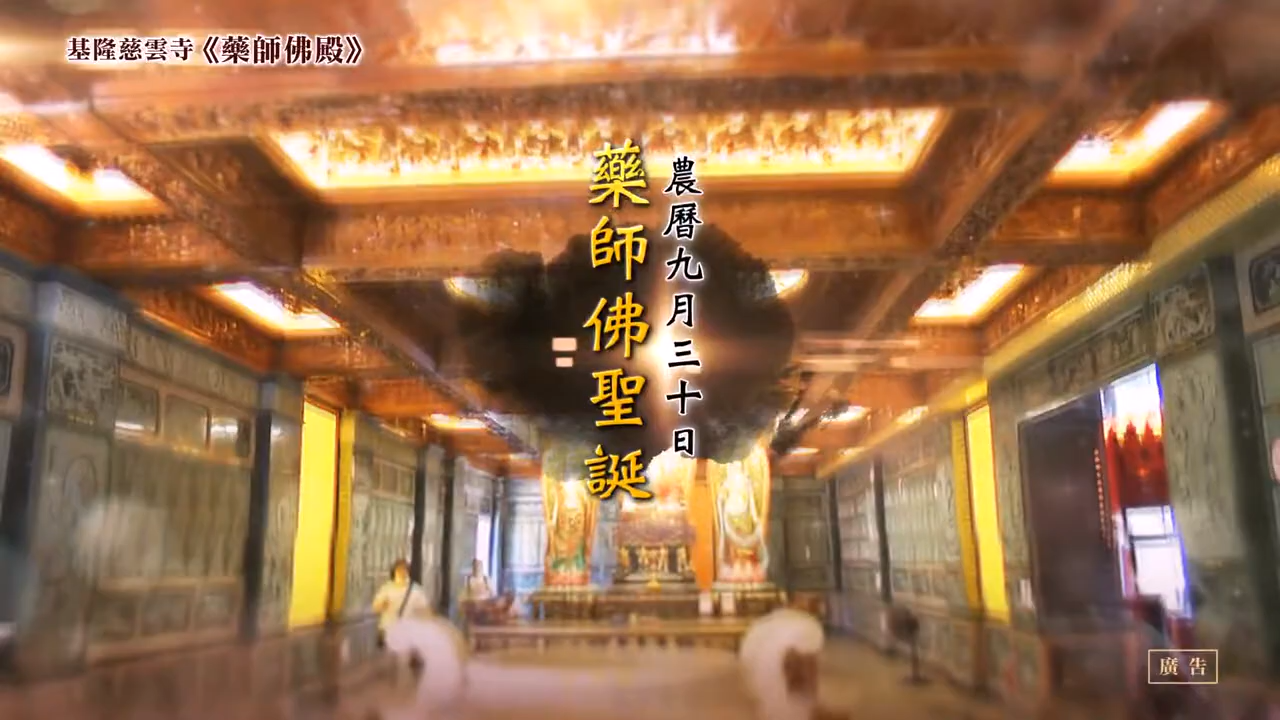 基隆慈雲寺《藥師佛殿》
農曆九月三十日
藥師佛聖誕
廣告